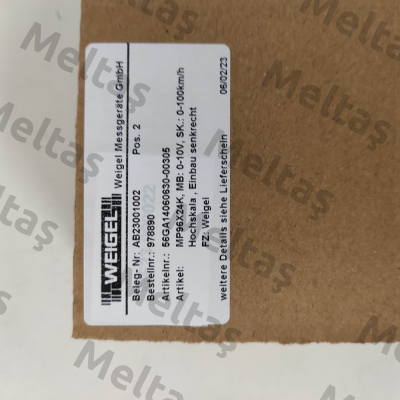 WEIGEL
Weigel Messgeräte GmbH
Beleg- Nr: AB23001002 Pos. 2
Bestellnr.: 978890
Artikelnr.: 56GA14060630-00305
Artikel: MP96X24K, MB: 0-10V, SK.: 0-100km/h
Hochskala , Einbau senkrecht
FZ: Weigel
weitere Details siehe Lieferschein 06/02/23
Meltaş
Meltaş
Meltaş
Meltaş
Meltaş
Meltaş
Meltaş
Meltaş